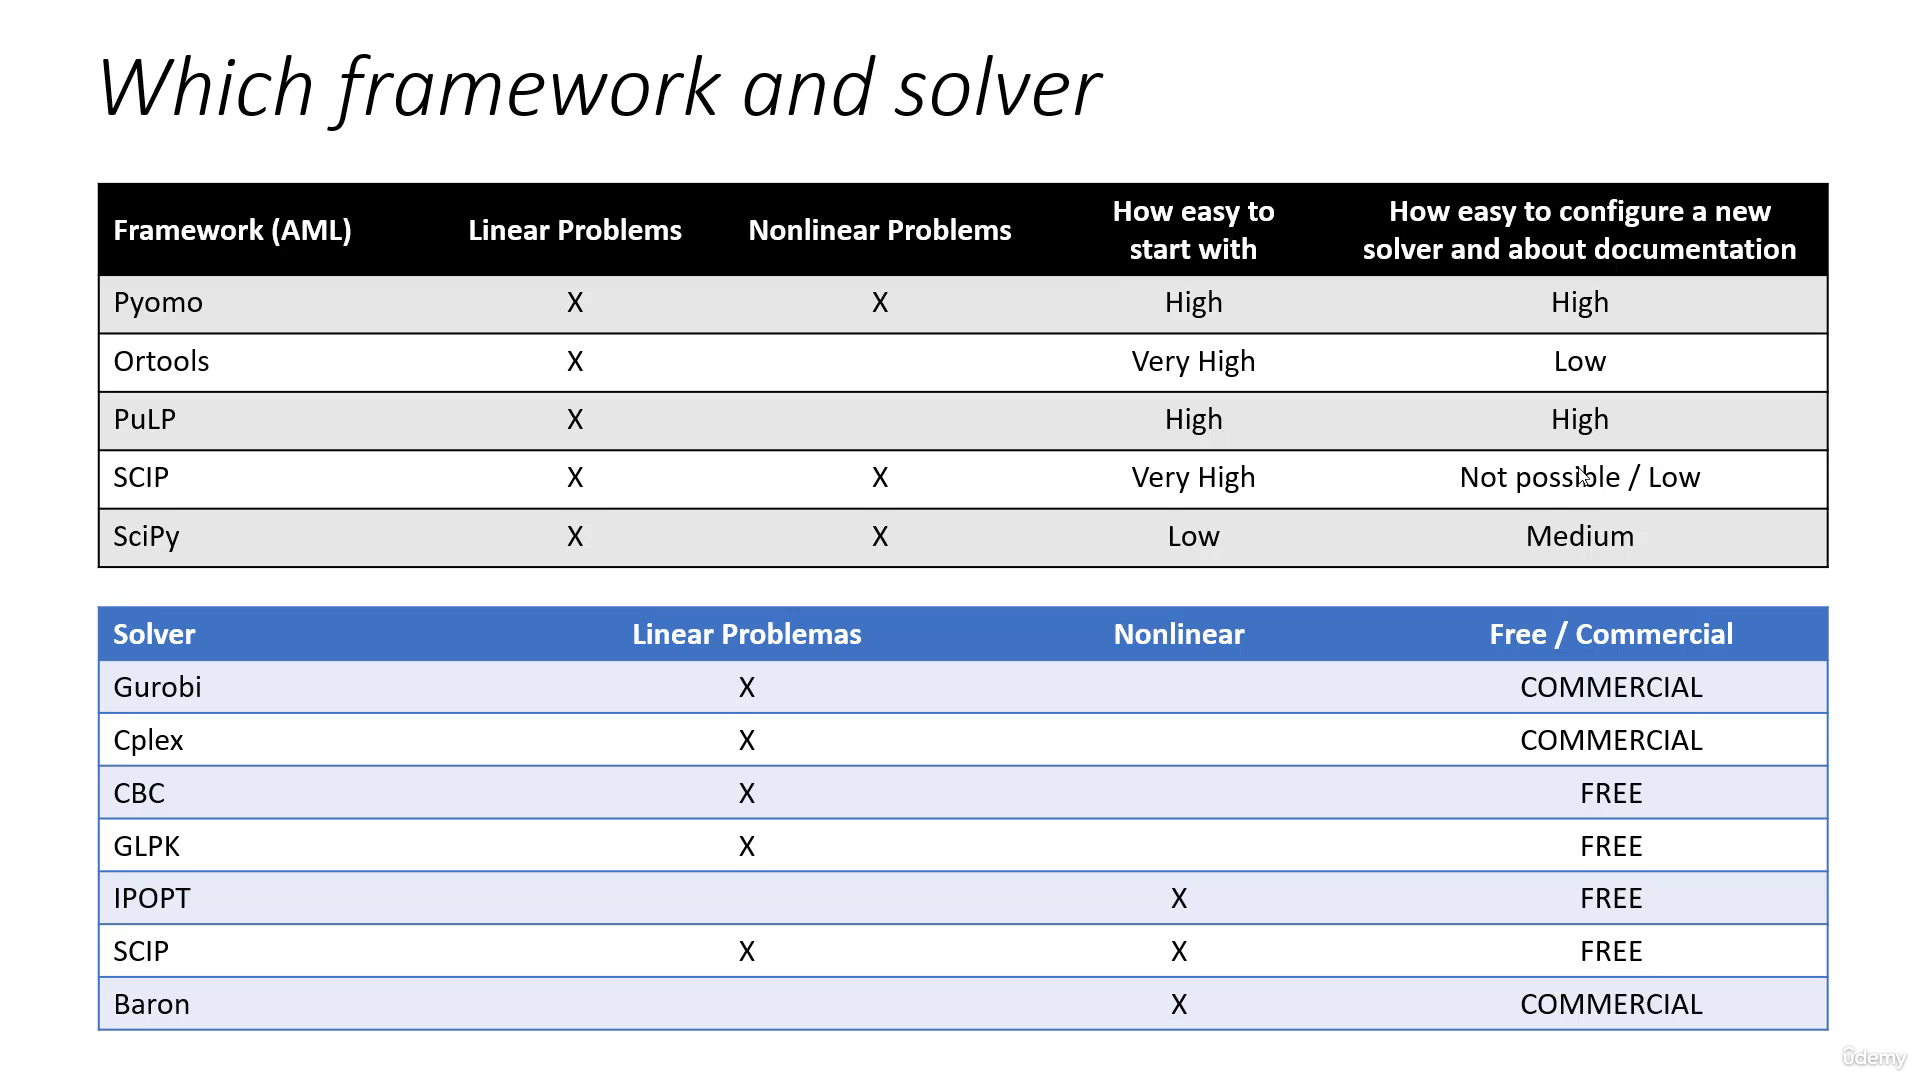 Which framework and solver
Framework (AML) Linear Problems Nonlinear Problems How easy to start with How easy to configure a new solver and about documentation
Pyomo X X High High
Ortools X Very High Low
PuLP X High High
SCIP X X Very High Not possible / Low
SciPy X X Low Medium
Solver Linear Problemas Nonlinear Free / Commercial
Gurobi X COMMERCIAL
Cplex X COMMERCIAL
CBC X FREE
GLPK X FREE
IPOPT X FREE
SCIP X X FREE
Baron X COMMERCIAL
ûdemy